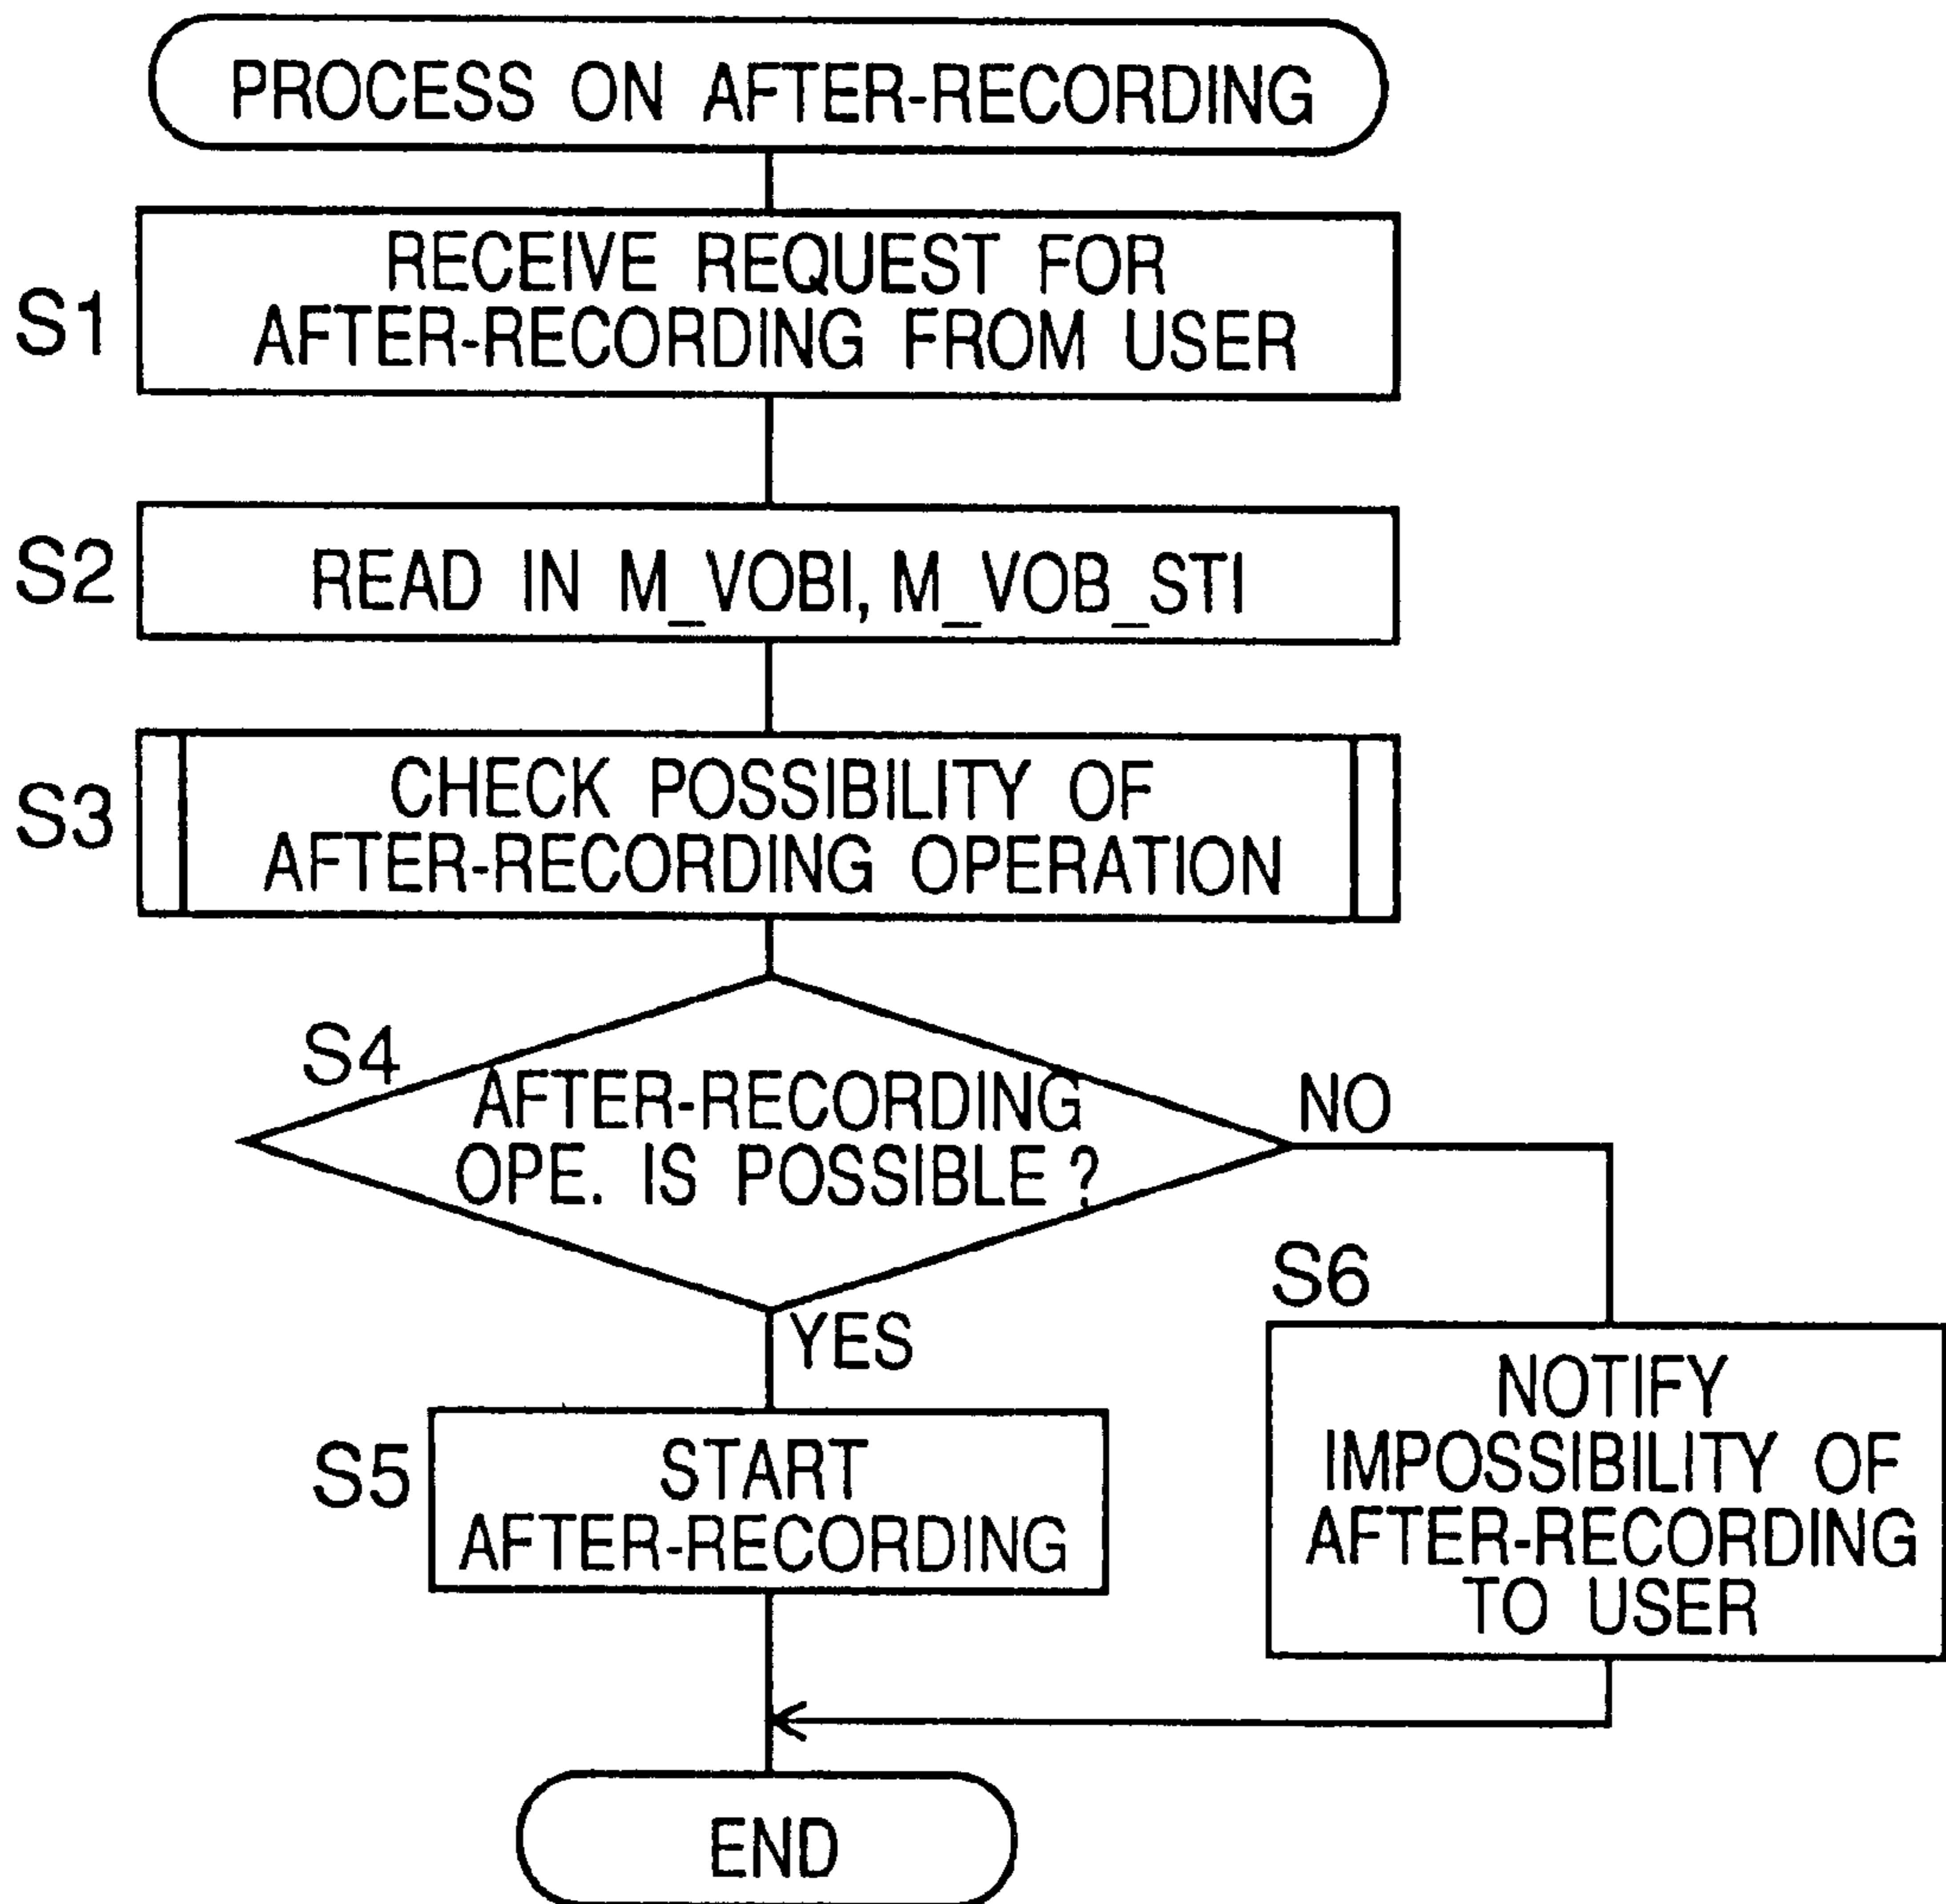 PROCESS ON AFTER-RECORDING
S1
RECEIVE REQUEST FOR
AFTER-RECORDING FROM USER
S2
READ IN M_VOBI, M_VOB_STI
S3
CHECK POSSIBILITY OF
AFTER-RECORDING OPERATION
S4
AFTER-RECORDING
OPE. IS POSSIBLE ?
NO
YES
S5
START
AFTER-RECORDING
S6
NOTIFY
IMPOSSIBILITY OF
AFTER-RECORDING
TO USER
END